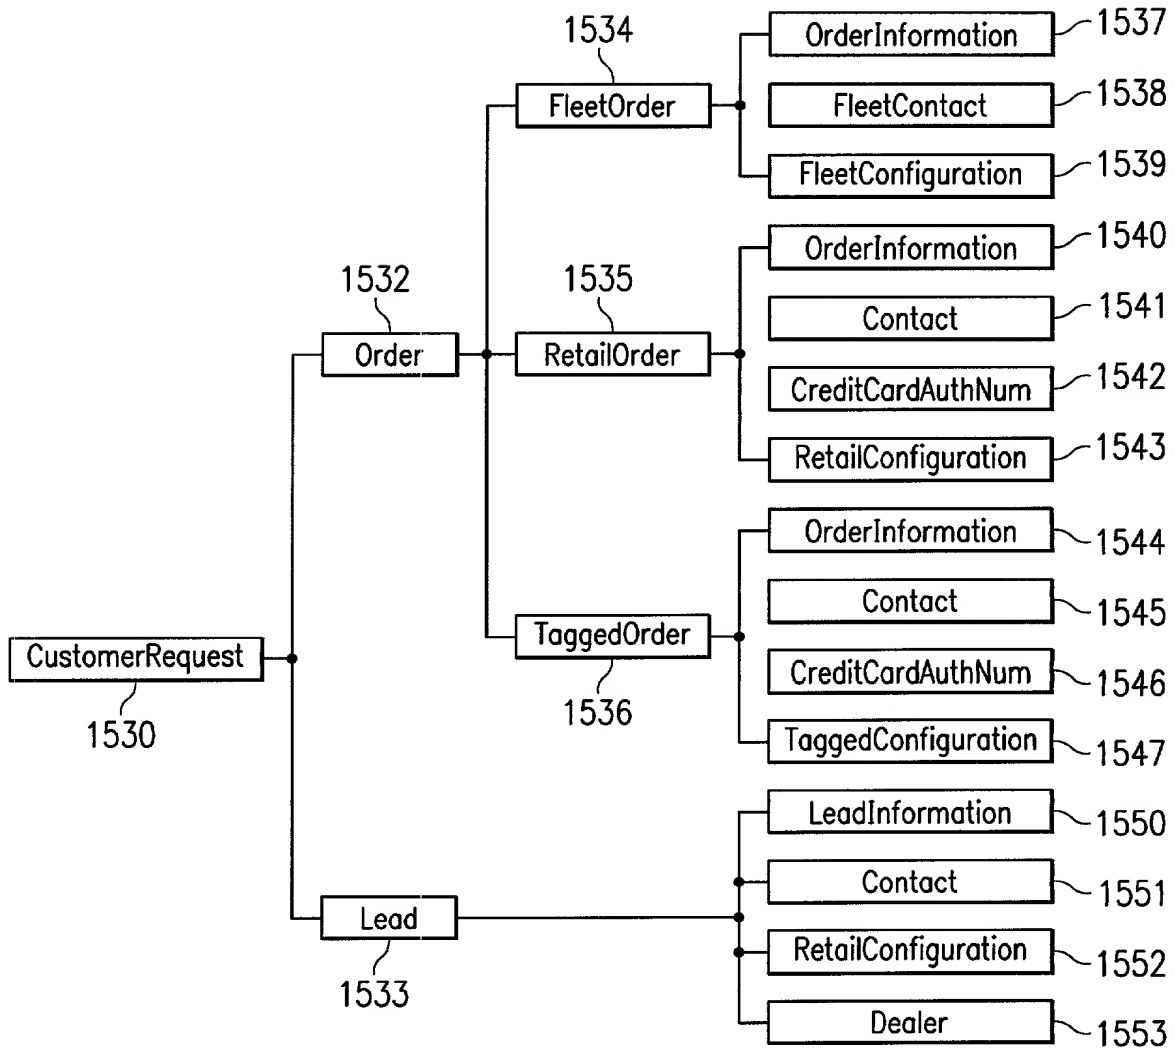 1534
FleetOrder
OrderInformation
1537
FleetContact
1538
FleetConfiguration
1539
1532
Order
1535
RetailOrder
OrderInformation
1540
Contact
1541
CreditCardAuthNum
1542
RetailConfiguration
1543
CustomerRequest
1530
TaggedOrder
1536
OrderInformation
1544
Contact
1545
CreditCardAuthNum
1546
TaggedConfiguration
1547
Lead
1533
LeadInformation
1550
Contact
1551
RetailConfiguration
1552
Dealer
1553